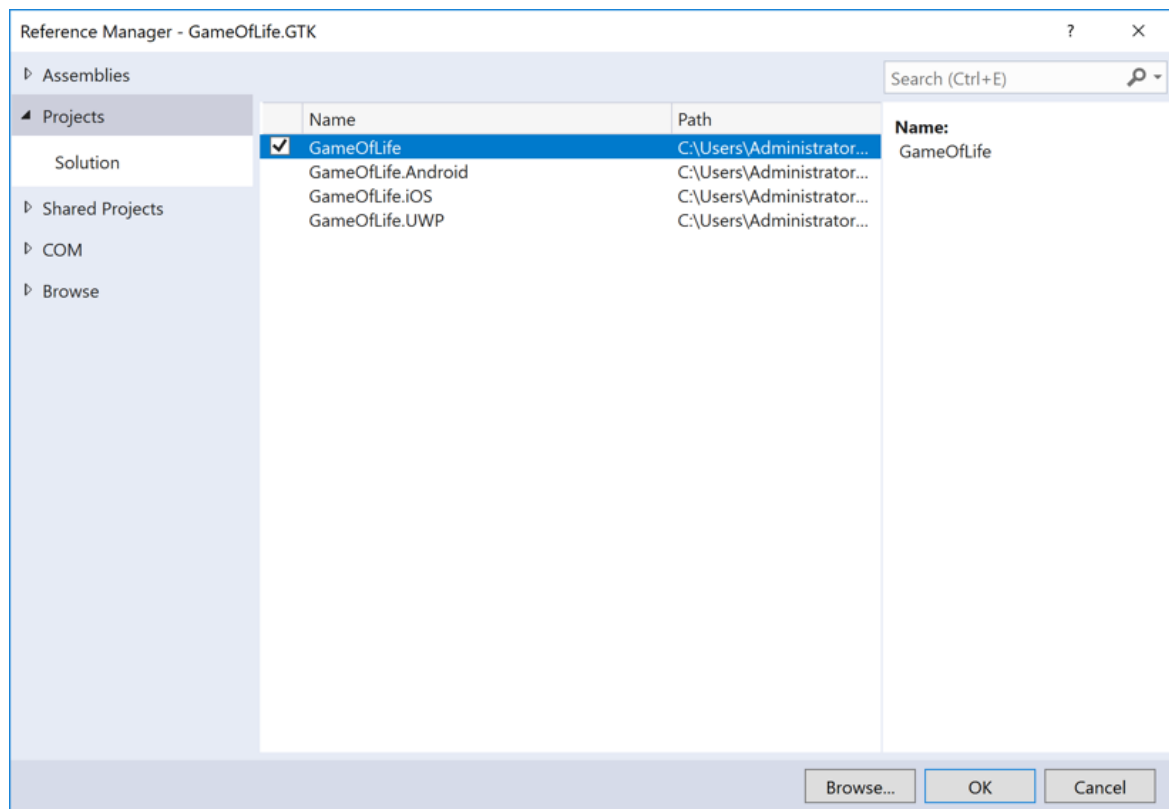 Reference Manager - GameOfLife.GTK ? ×
Assemblies
Search (Ctrl+E)
Projects
Solution
Shared Projects
COM
Browse
Name Path
GameOfLife C:\Users\Administrator...
GameOfLife.Android C:\Users\Administrator...
GameOfLife.iOS C:\Users\Administrator...
GameOfLife.UWP C:\Users\Administrator...
Name:
GameOfLife
Browse... OK Cancel